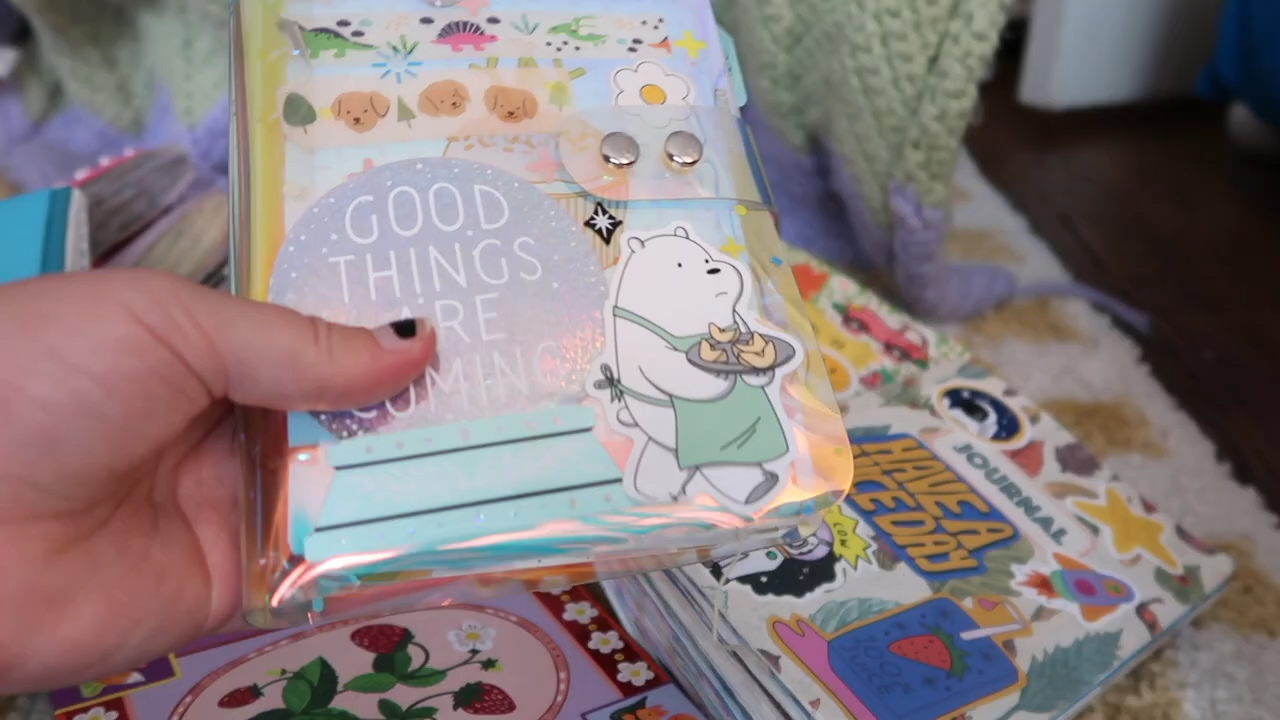 GOOD
THINGS
ARE
COMING
JOURNAL
HAVE A
NICE DAY